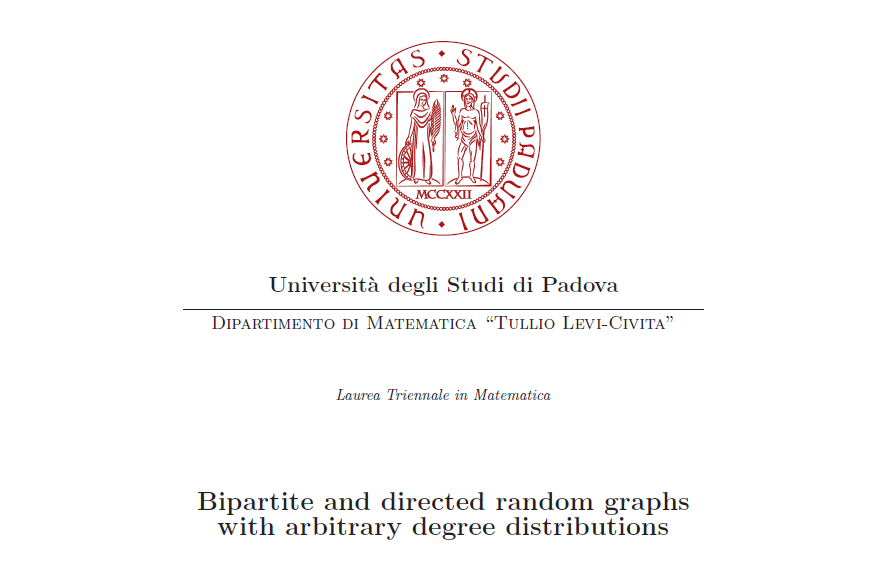 UNIVERSITAS · STUDII PADUANI ·
MCCXXII
Università degli Studi di Padova
Dipartimento di Matematica “Tullio Levi-Civita”
Laurea Triennale in Matematica
Bipartite and directed random graphs
with arbitrary degree distributions